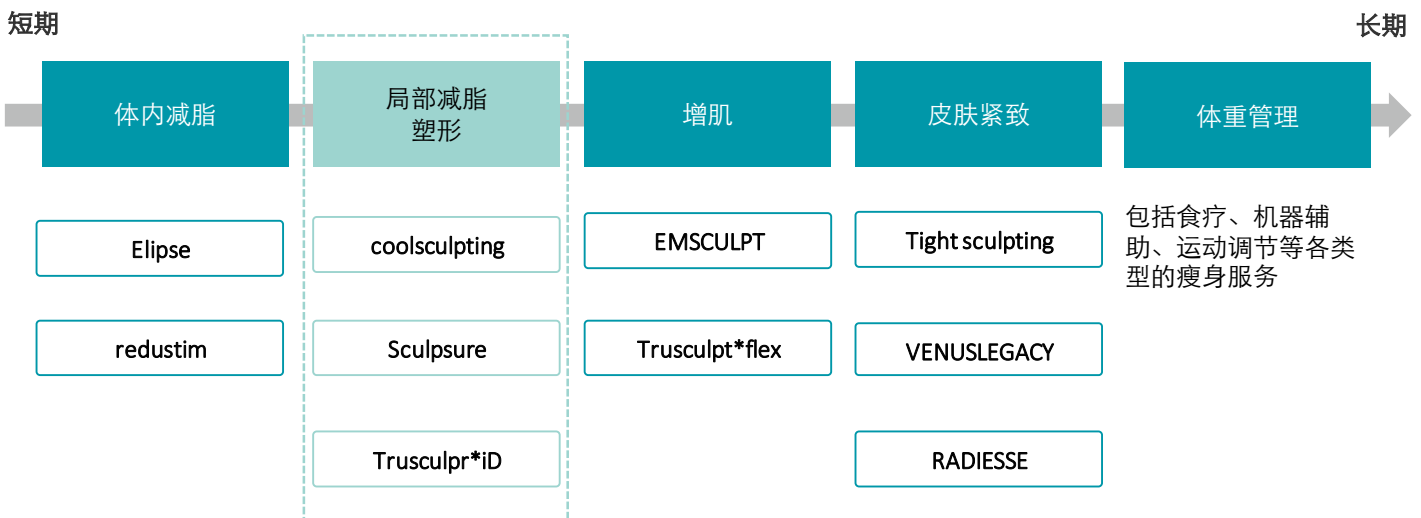 短期
长期
体内减脂
局部减脂
塑形
增肌
皮肤紧致
体重管理
Elipse
coolsculpting
EMSCULPT
Tight sculpting
包括食疗、机器辅
助、运动调节等各类
型的瘦身服务
redustim
Sculpsure
Trusculpt*flex
VENUSLEGACY
Trusculpr*iD
RADIESSE